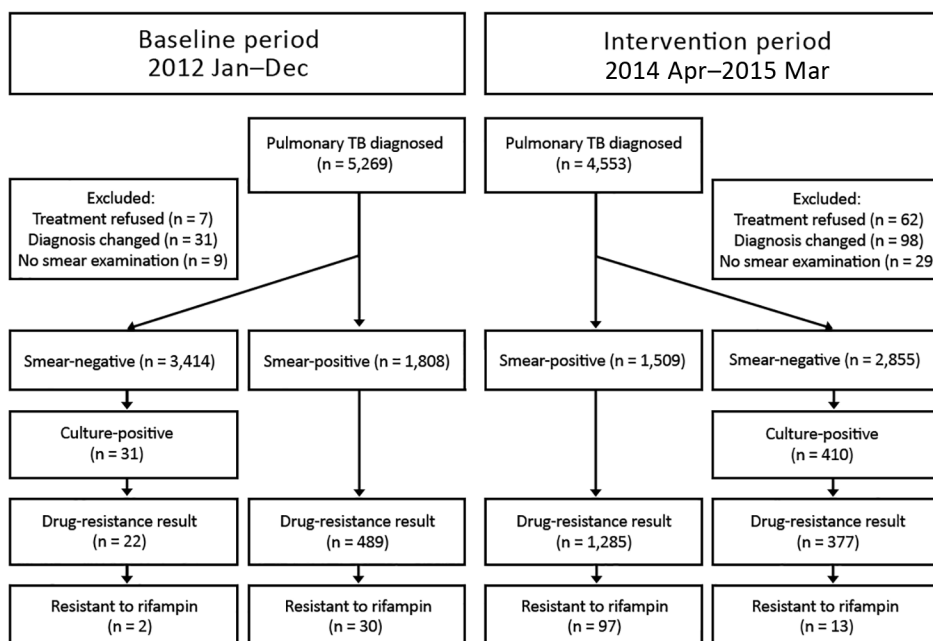 Baseline period
2012 Jan–Dec
Intervention period
2014 Apr–2015 Mar
Pulmonary TB diagnosed
(n = 5,269)
Pulmonary TB diagnosed
(n = 4,553)
Excluded:
Treatment refused (n = 7)
Diagnosis changed (n = 31)
No smear examination (n = 9)
Excluded:
Treatment refused (n = 62)
Diagnosis changed (n = 98)
No smear examination (n = 29
Smear-negative (n = 3,414)
Smear-positive (n = 1,808)
Smear-positive (n = 1,509)
Smear-negative (n = 2,855)
Culture-positive
(n = 31)
Culture-positive
(n = 410)
Drug-resistance result
(n = 22)
Drug-resistance result
(n = 489)
Drug-resistance result
(n = 1,285)
Drug-resistance result
(n = 377)
Resistant to rifampin
(n = 2)
Resistant to rifampin
(n = 30)
Resistant to rifampin
(n = 97)
Resistant to rifampin
(n = 13)